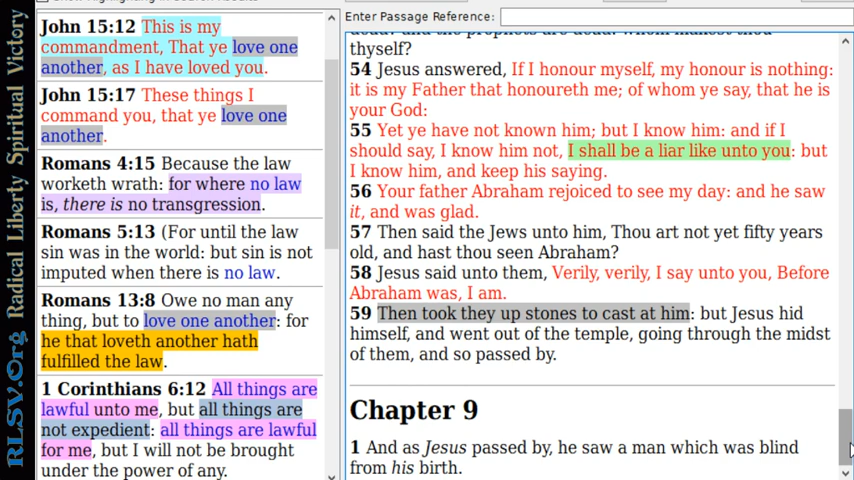 RLSV.Org Radical Liberty Spiritual Victory
John 15:12 This is my
commandment, That ye love one
another, as I have loved you.
John 15:17 These things I
command you, that ye love one
another.
Romans 4:15 Because the law
worketh wrath: for where no law
is, there is no transgression.
Romans 5:13 (For until the law
sin was in the world: but sin is not
imputed when there is no law.
Romans 13:8 Owe no man any
thing, but to love one another: for
he that loveth another hath
fulfilled the law.
1 Corinthians 6:12 All things are
lawful unto me, but all things are
not expedient: all things are lawful
for me, but I will not be brought
under the power of any.
Enter Passage Reference:
thyself?
54 Jesus answered, If I honour myself, my honour is nothing:
it is my Father that honoureth me; of whom ye say, that he is
your God:
55 Yet ye have not known him; but I know him: and if I
should say, I know him not, I shall be a liar like unto you: but
I know him, and keep his saying.
56 Your father Abraham rejoiced to see my day: and he saw
it, and was glad.
57 Then said the Jews unto him, Thou art not yet fifty years
old, and hast thou seen Abraham?
58 Jesus said unto them, Verily, verily, I say unto you, Before
Abraham was, I am.
59 Then took they up stones to cast at him: but Jesus hid
himself, and went out of the temple, going through the midst
of them, and so passed by.
Chapter 9
1 And as Jesus passed by, he saw a man which was blind
from his birth.